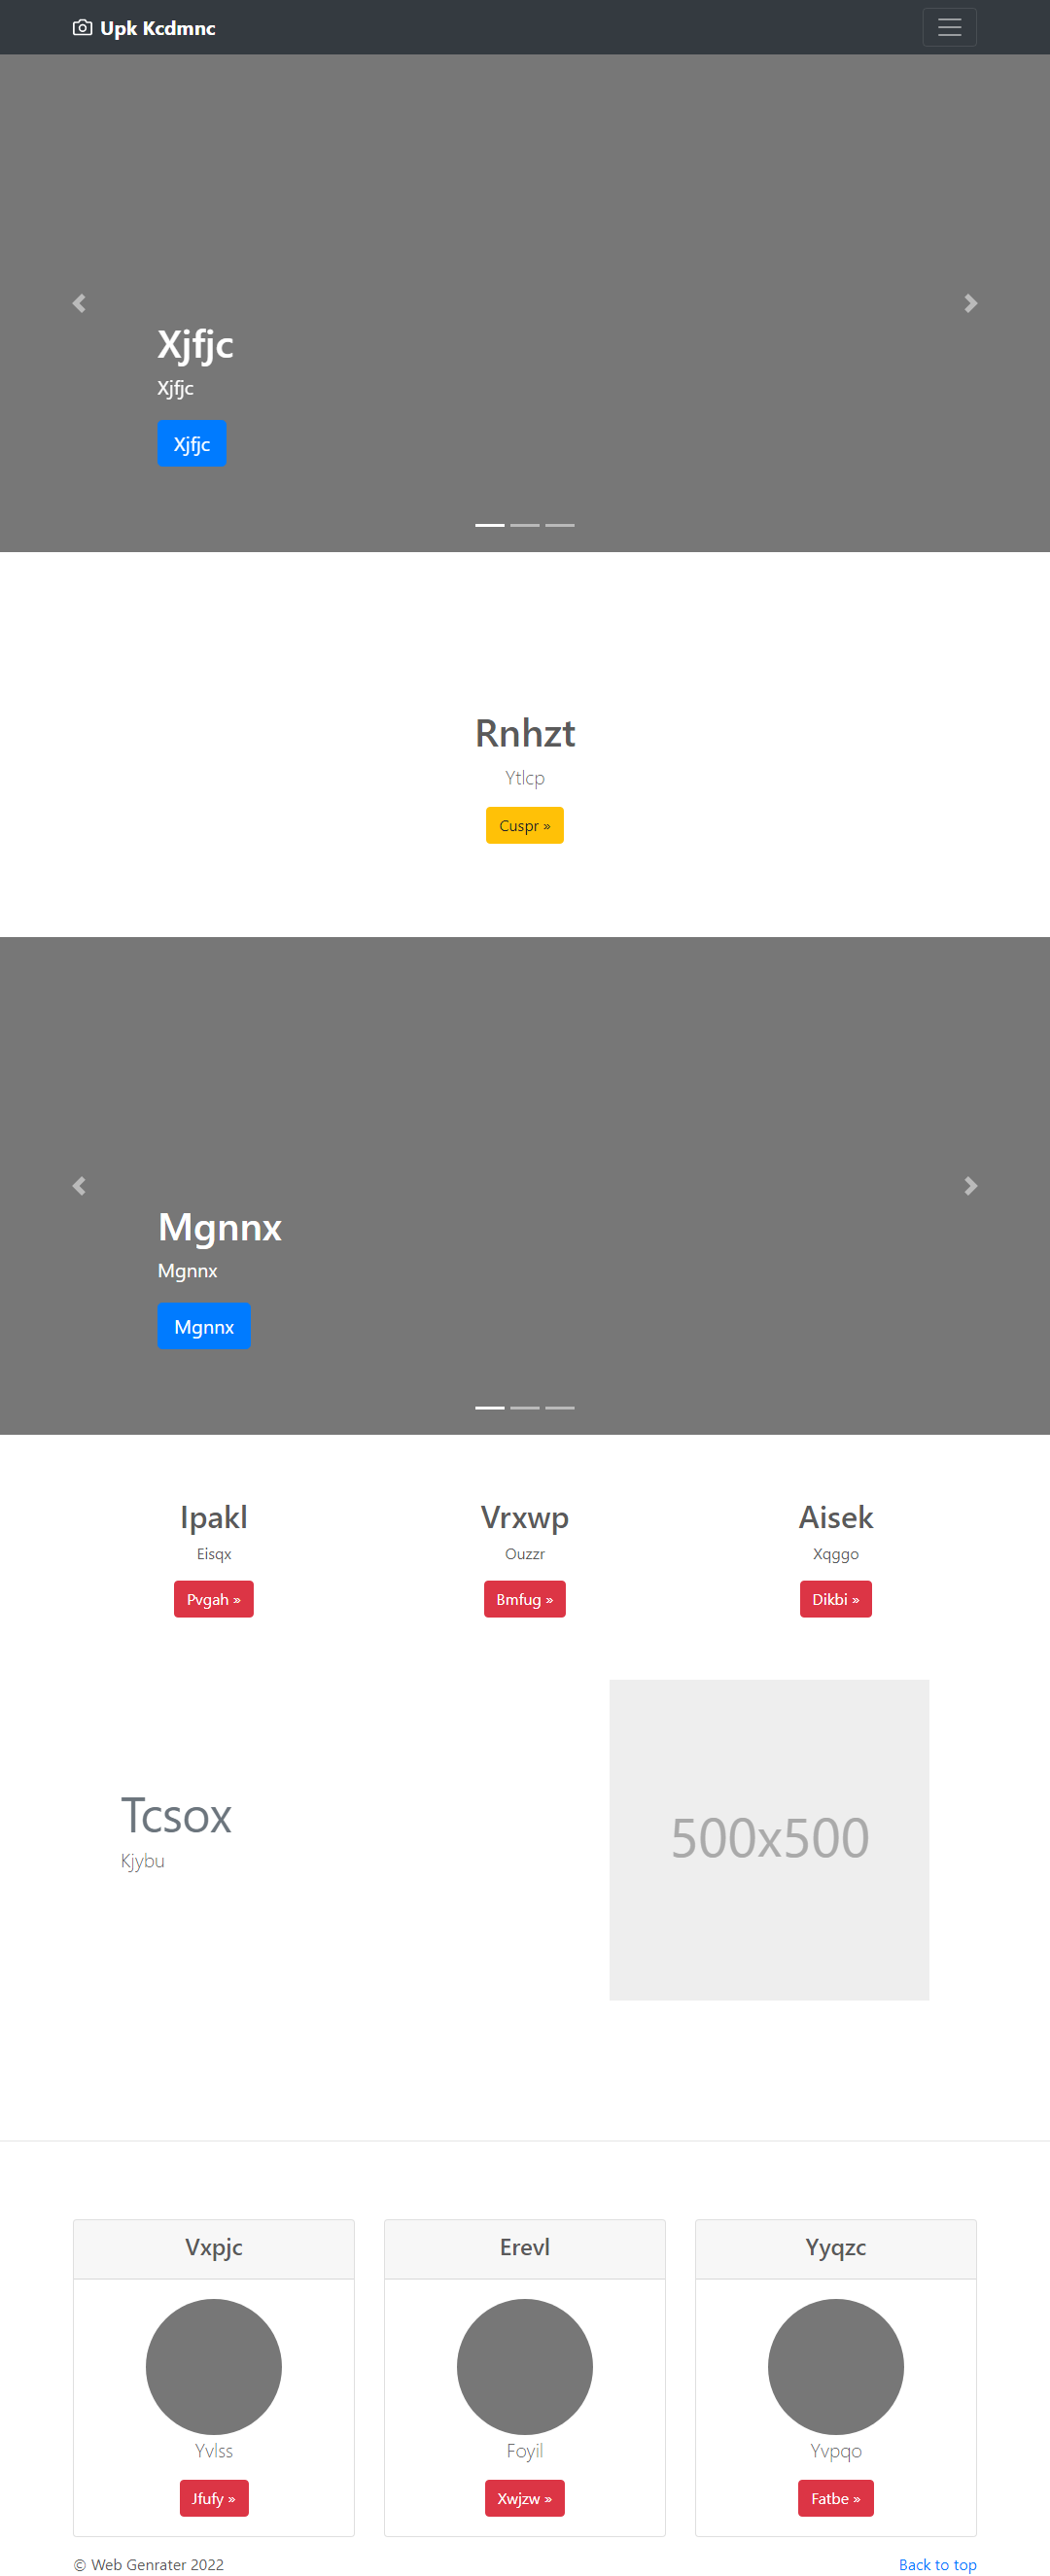 Upk Kcdmnc
Xjfjc
Xjfjc
Xjfjc
Rnhzt
Ytlcp
Cuspr »
Mgnnx
Mgnnx
Mgnnx
Ipakl
Eisqx
Pvgah »
Vrxwp
Ouzzr
Bmfug »
Aisek
Xqggo
Dikbi »
Tcsox
Kjybu
500x500
Vxpjc
Yvlss
Jfufy »
Erevl
Foyil
Xwjzw »
Yyqzc
Yvpqo
Fatbe »
© Web Genrater 2022
Back to top